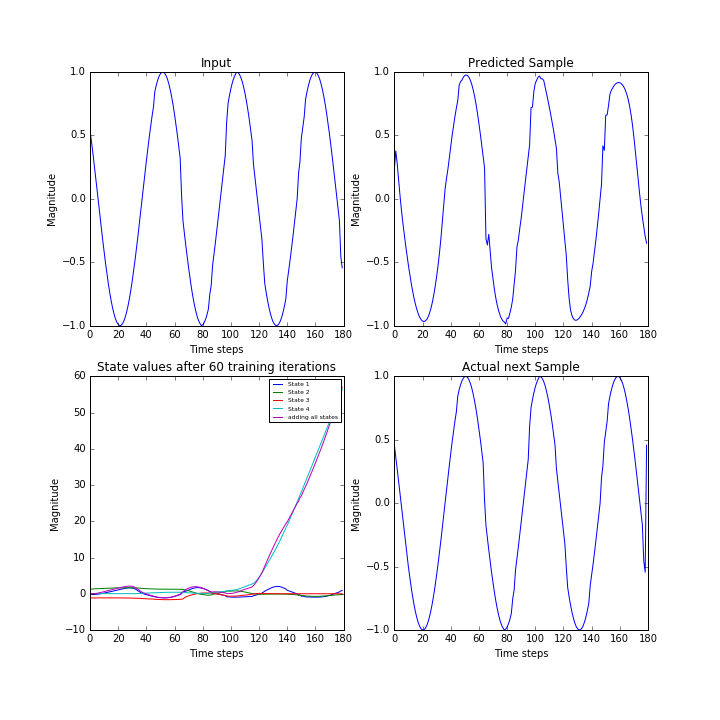 Input
1.0
0.5
0.0
−0.5
−1.0
Magnitude
0 20 40 60 80 100 120 140 160 180
Time steps
Predicted Sample
1.0
0.5
0.0
−0.5
−1.0
Magnitude
0 20 40 60 80 100 120 140 160 180
Time steps
State values after 60 training iterations
60
50
40
30
20
10
0
−10
Magnitude
State 1
State 2
State 3
State 4
adding all states
0 20 40 60 80 100 120 140 160 180
Time steps
Actual next Sample
1.0
0.5
0.0
−0.5
−1.0
Magnitude
0 20 40 60 80 100 120 140 160 180
Time steps